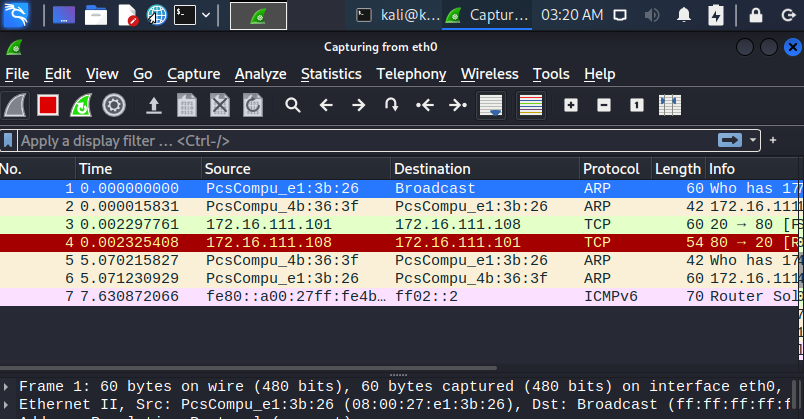 kali@k... Captur... 03:20 AM
Capturing from eth0
File Edit View Go Capture Analyze Statistics Telephony Wireless Tools Help
Apply a display filter ... <Ctrl-/>
No. Time Source Destination Protocol Length Info
1 0.000000000 PcsCompu_e1:3b:26 Broadcast ARP 60 Who has 17
2 0.000015831 PcsCompu_4b:36:3f PcsCompu_e1:3b:26 ARP 42 172.16.111
3 0.002297761 172.16.111.101 172.16.111.108 TCP 60 20 → 80 [F
4 0.002325408 172.16.111.108 172.16.111.101 TCP 54 80 → 20 [R
5 5.070215827 PcsCompu_4b:36:3f PcsCompu_e1:3b:26 ARP 42 Who has 17
6 5.071230929 PcsCompu_e1:3b:26 PcsCompu_4b:36:3f ARP 60 172.16.111
7 7.630872066 fe80::a00:27ff:fe4b... ff02::2 ICMPv6 70 Router Sol
Frame 1: 60 bytes on wire (480 bits), 60 bytes captured (480 bits) on interface eth0,
Ethernet II, Src: PcsCompu_e1:3b:26 (08:00:27:e1:3b:26), Dst: Broadcast (ff:ff:ff:ff:f